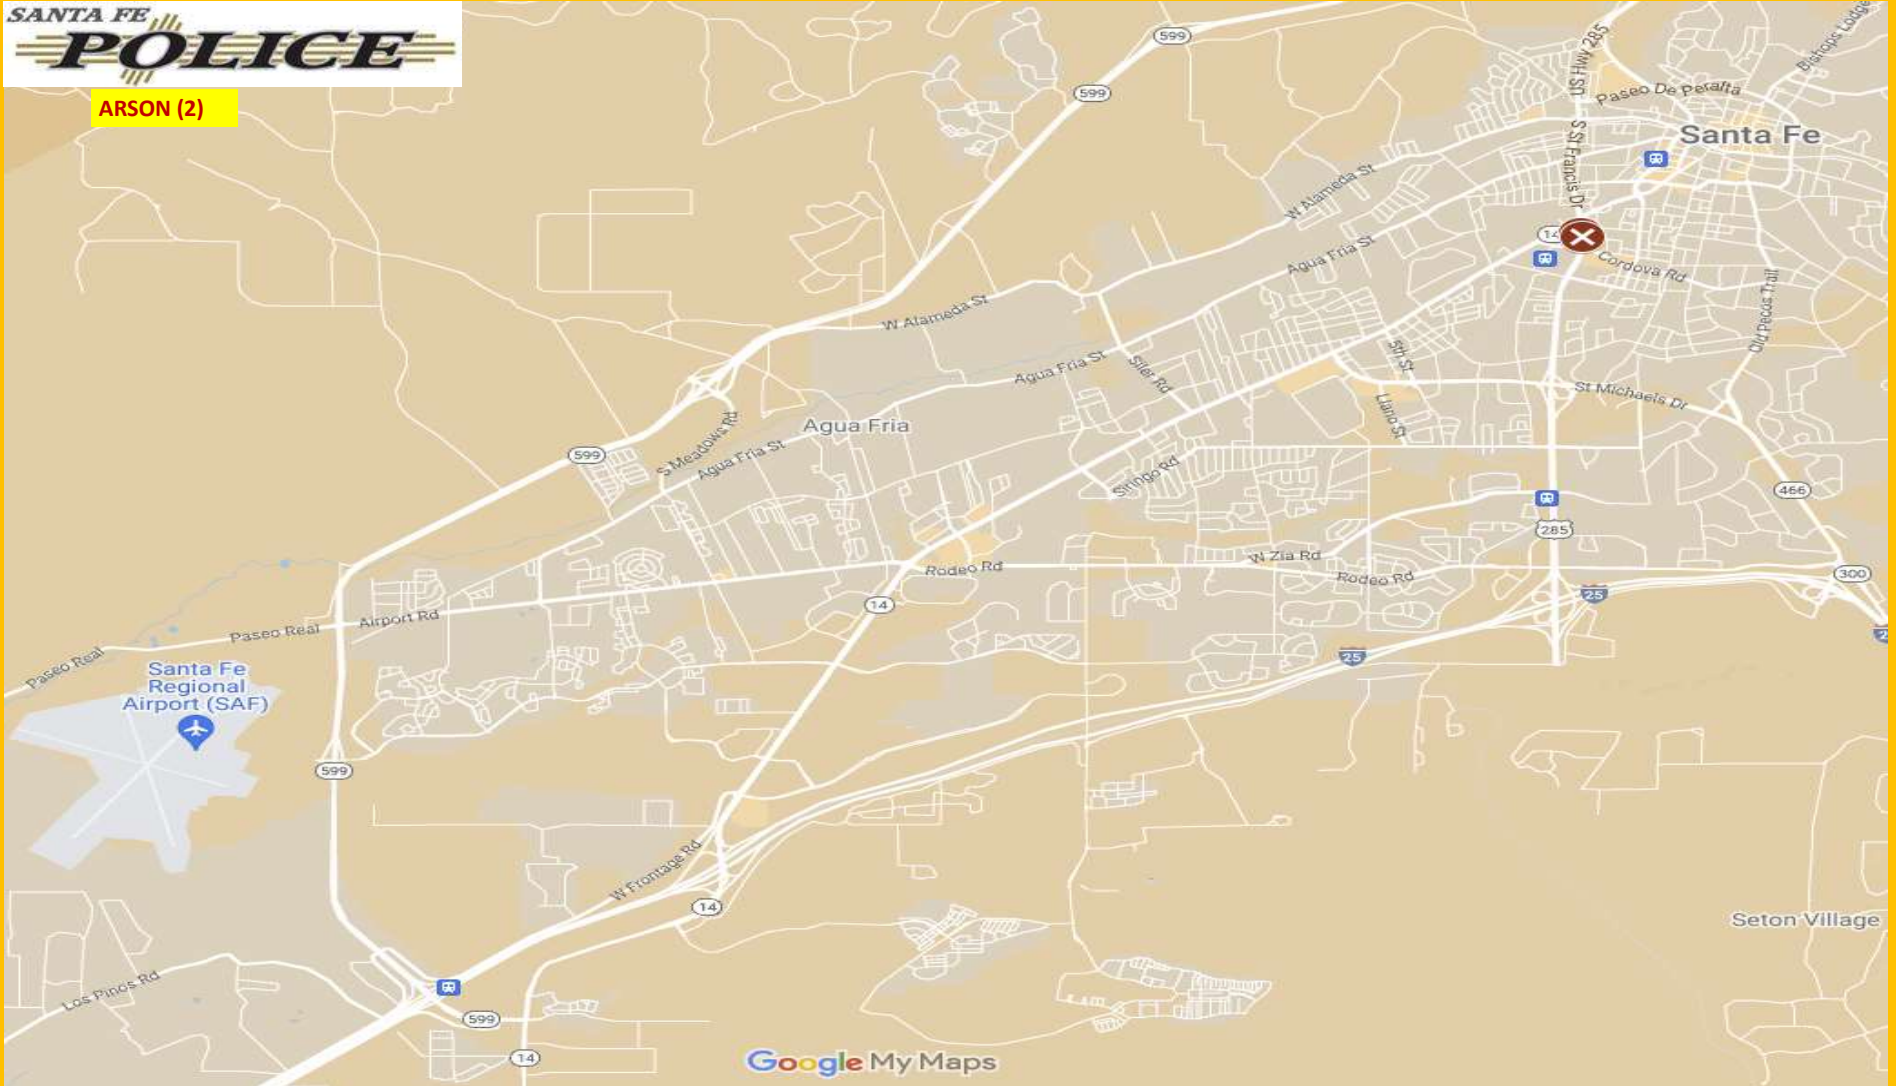 SANTA FE
POLICE
ARSON (2)
599
599
US Hwy 285
Bishops Lodge
Paseo De Peralta
Santa Fe
S St Francis Dr
W Alameda St
14
Agua Fria St
Cordova Rd
Old Pecos Trail
W Alameda St
5th St
Agua Fria St
Siler Rd
St Michaels Dr
Llano St
S Meadows Rd
Agua Fria
Agua Fria St
599
Siringo Rd
466
285
W Zia Rd
Rodeo Rd
Rodeo Rd
300
25
14
Airport Rd
Paseo Real
Paseo Real
25
2
Santa Fe
Regional
Airport (SAF)
599
W Frontage Rd
14
Seton Village
Los Pinos Rd
599
14
Google My Maps